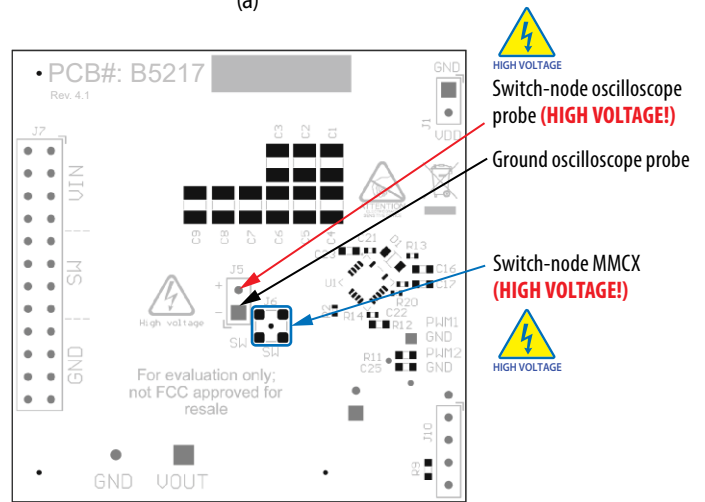 (a)
HIGH VOLTAGE
PCB#: B5217
Rev. 4.1
GND
J1
VDD
Switch-node oscilloscope
probe (HIGH VOLTAGE!)
Ground oscilloscope probe
J7
VIN
SW
GND
C3
C2
C1
C9
C8
C7
C6
C5
C4
ATTENTION
C21
D1
R13
C23
C16
C17
U1
R20
C22
R14
R12
J5
+
-
J6
SW
SW
High voltage
Switch-node MMCX
(HIGH VOLTAGE!)
HIGH VOLTAGE
PWM1
GND
R11
PWM2
C25
GND
For evaluation only;
not FCC approved for
resale
J10
R9
GND
VOUT